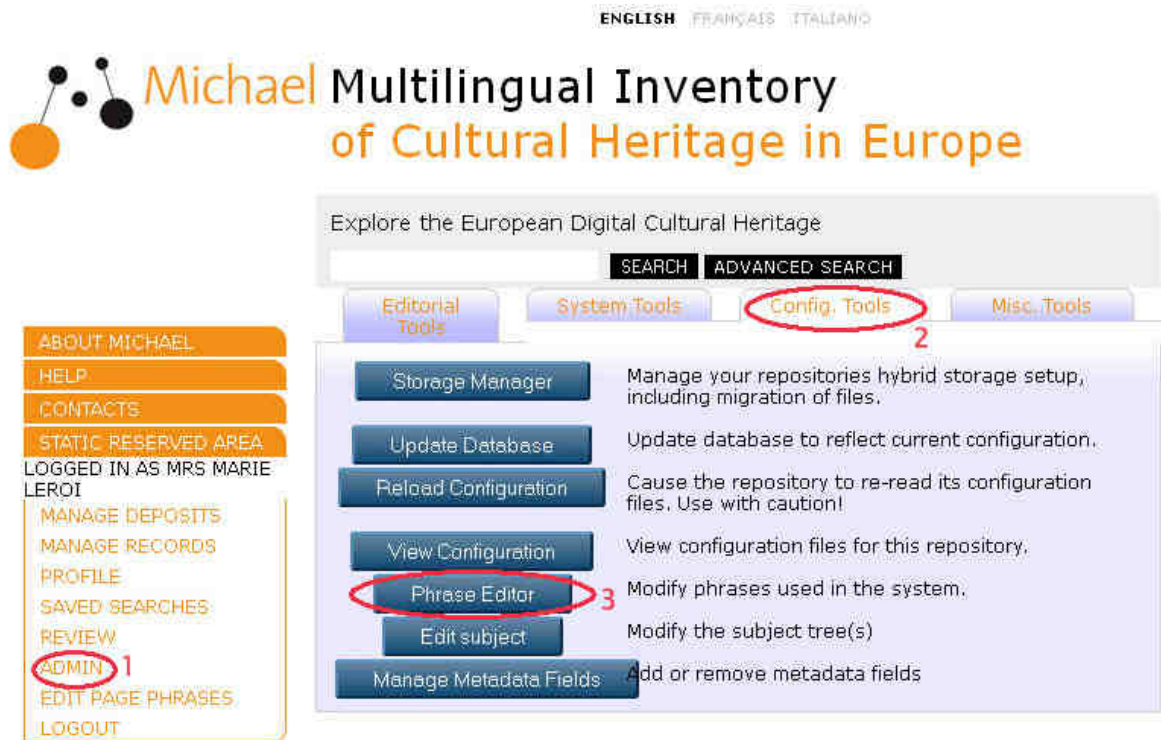 ENGLISH FRANÇAIS ITALIANO
Michael Multilingual Inventory
of Cultural Heritage in Europe
Explore the European Digital Cultural Heritage
SEARCH ADVANCED SEARCH
Editorial Tools
System Tools
Config. Tools
Misc. Tools
2
ABOUT MICHAEL
HELP
CONTACTS
STATIC RESERVED AREA
LOGGED IN AS MRS MARIE
LEROI
MANAGE DEPOSITS
MANAGE RECORDS
PROFILE
SAVED SEARCHES
REVIEW
ADMIN 1
EDIT PAGE PHRASES
LOGOUT
Storage Manager
Manage your repositories hybrid storage setup,
including migration of files.
Update Database
Update database to reflect current configuration.
Reload Configuration
Cause the repository to re-read its configuration
files. Use with caution!
View Configuration
View configuration files for this repository.
Phrase Editor 3
Modify phrases used in the system.
Edit subject
Modify the subject tree(s)
Manage Metadata Fields
Add or remove metadata fields